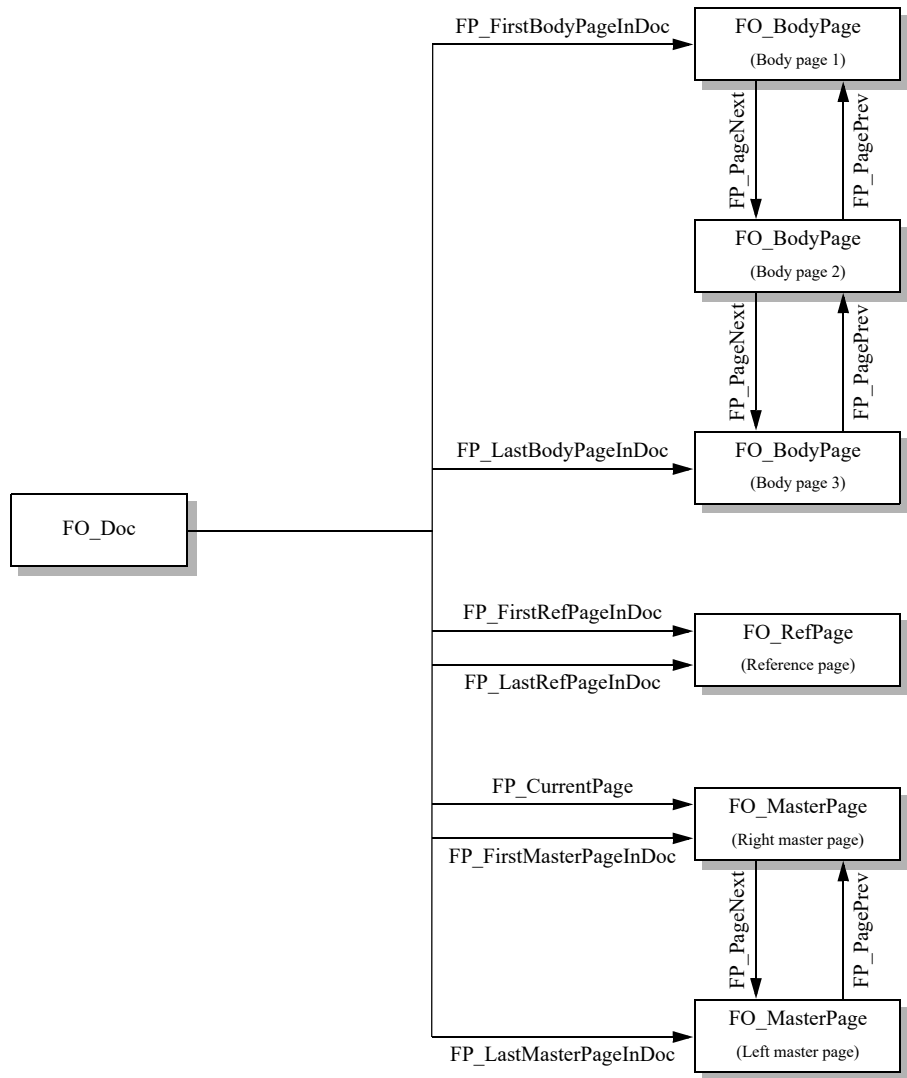 FP_FirstBodyPageInDoc
FO_BodyPage
(Body page 1)
FP_PageNext
FP_PagePrev
FO_BodyPage
(Body page 2)
FP_PageNext
FP_PagePrev
FP_LastBodyPageInDoc
FO_BodyPage
(Body page 3)
FO_Doc
FP_FirstRefPageInDoc
FO_RefPage
(Reference page)
FP_LastRefPageInDoc
FP_CurrentPage
FO_MasterPage
(Right master page)
FP_FirstMasterPageInDoc
FP_PageNext
FP_PagePrev
FO_MasterPage
(Left master page)
FP_LastMasterPageInDoc